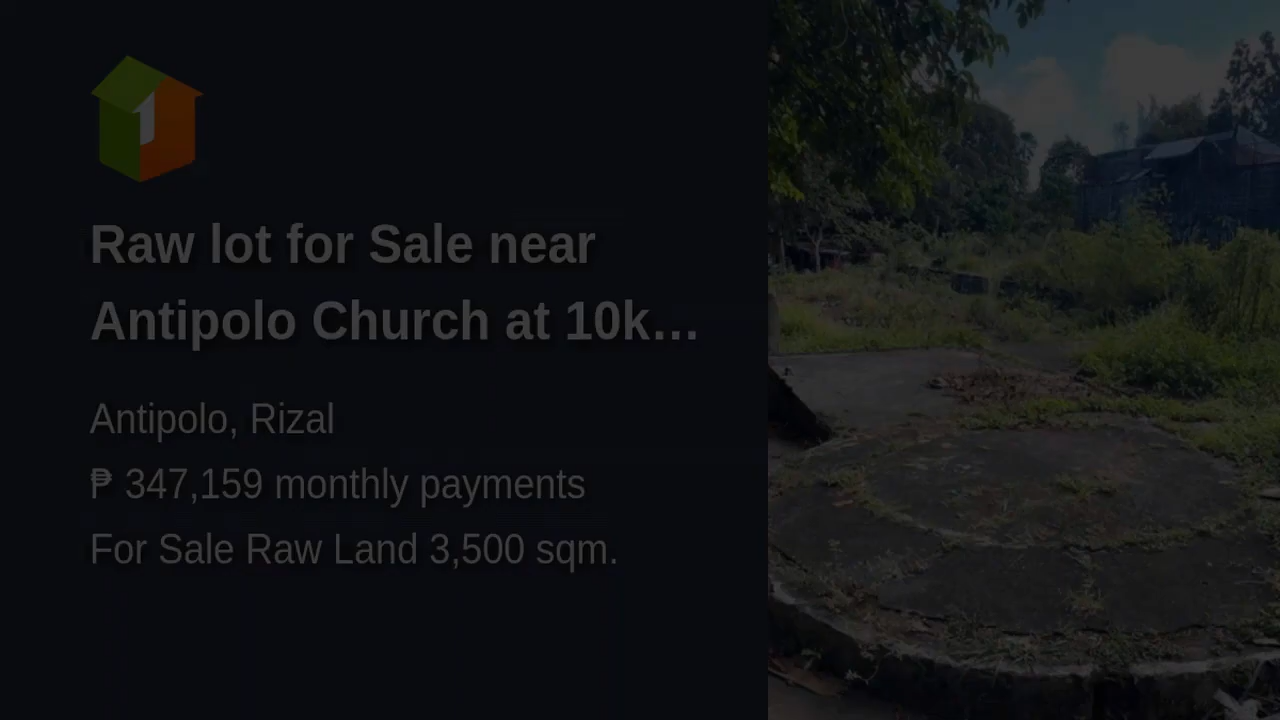 Raw lot for Sale near
Antipolo Church at 10k...
Antipolo, Rizal
₱ 347,159 monthly payments
For Sale Raw Land 3,500 sqm.